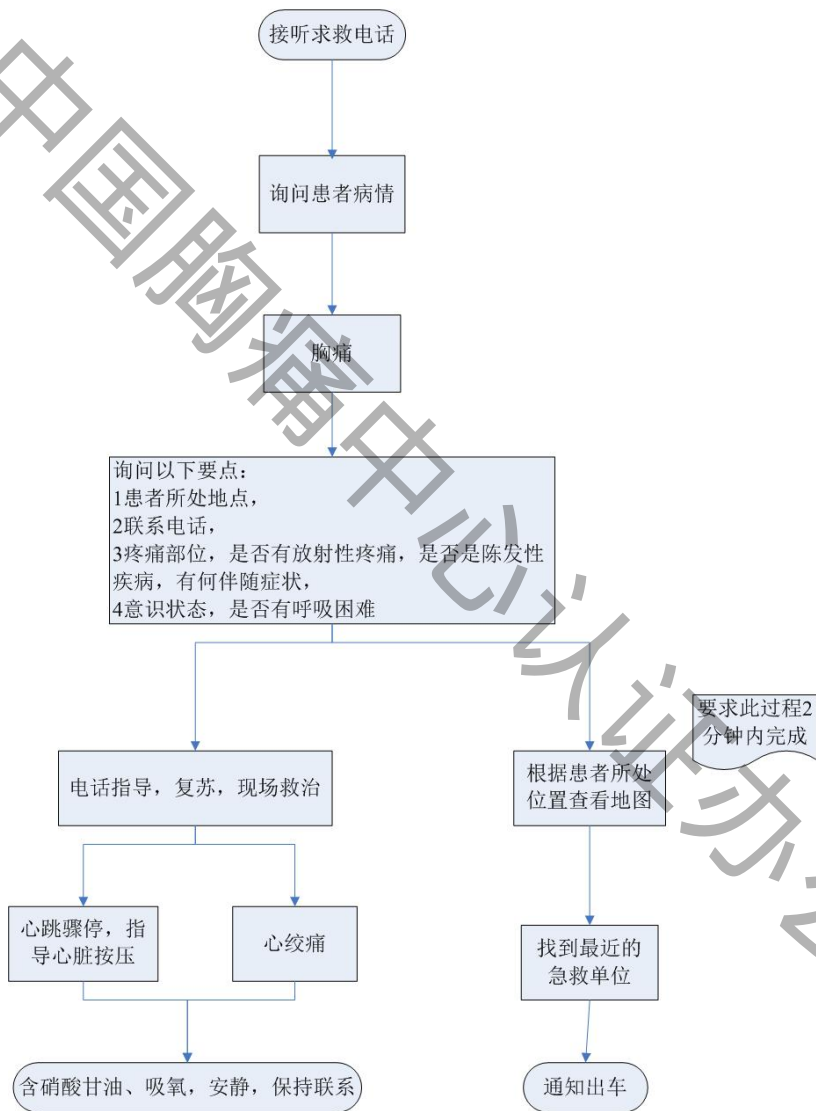 接听求救电话
询问患者病情
胸痛
询问以下要点：
1患者所处地点，
2联系电话，
3疼痛部位，是否有放射性疼痛，是否是陈发性
疾病，有何伴随症状，
4意识状态，是否有呼吸困难
要求此过程2
分钟内完成
电话指导，复苏，现场救治
根据患者所处
位置查看地图
心跳骤停，指
导心脏按压
心绞痛
找到最近的
急救单位
含硝酸甘油、吸氧，安静，保持联系
通知出车
中国胸痛中心认证办公